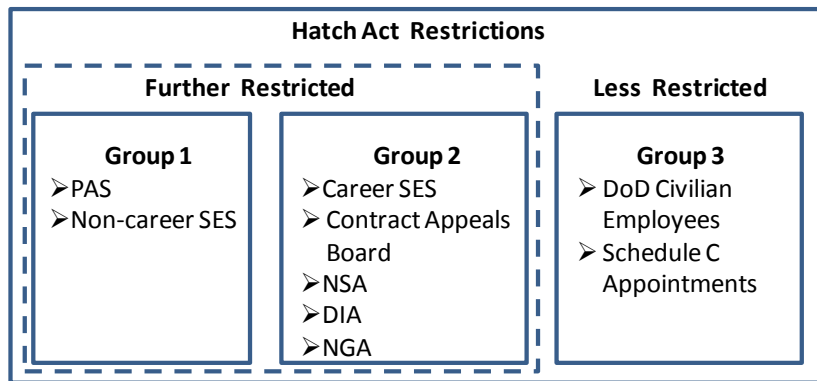 Hatch Act Restrictions
Further Restricted
Less Restricted
Group 1
➢PAS
➢Non-career SES
Group 2
➢Career SES
➢ Contract Appeals
Board
➢NSA
➢DIA
➢NGA
Group 3
➢ DoD Civilian
Employees
➢ Schedule C
Appointments